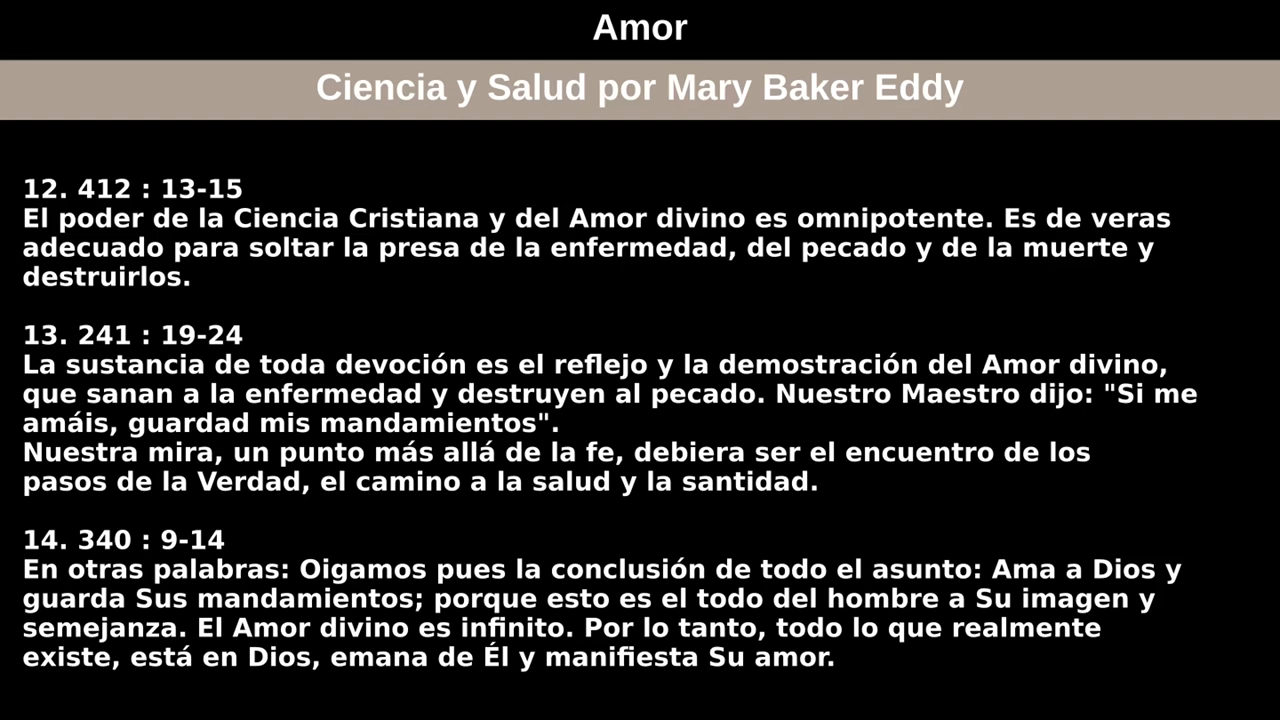 Amor
Ciencia y Salud por Mary Baker Eddy
12. 412 : 13-15
El poder de la Ciencia Cristiana y del Amor divino es omnipotente. Es de veras
adecuado para soltar la presa de la enfermedad, del pecado y de la muerte y
destruirlos.
13. 241 : 19-24
La sustancia de toda devoción es el reflejo y la demostración del Amor divino,
que sanan a la enfermedad y destruyen al pecado. Nuestro Maestro dijo: "Si me
amáis, guardad mis mandamientos".
Nuestra mira, un punto más allá de la fe, debiera ser el encuentro de los
pasos de la Verdad, el camino a la salud y la santidad.
14. 340 : 9-14
En otras palabras: Oigamos pues la conclusión de todo el asunto: Ama a Dios y
guarda Sus mandamientos; porque esto es el todo del hombre a Su imagen y
semejanza. El Amor divino es infinito. Por lo tanto, todo lo que realmente
existe, está en Dios, emana de Él y manifiesta Su amor.